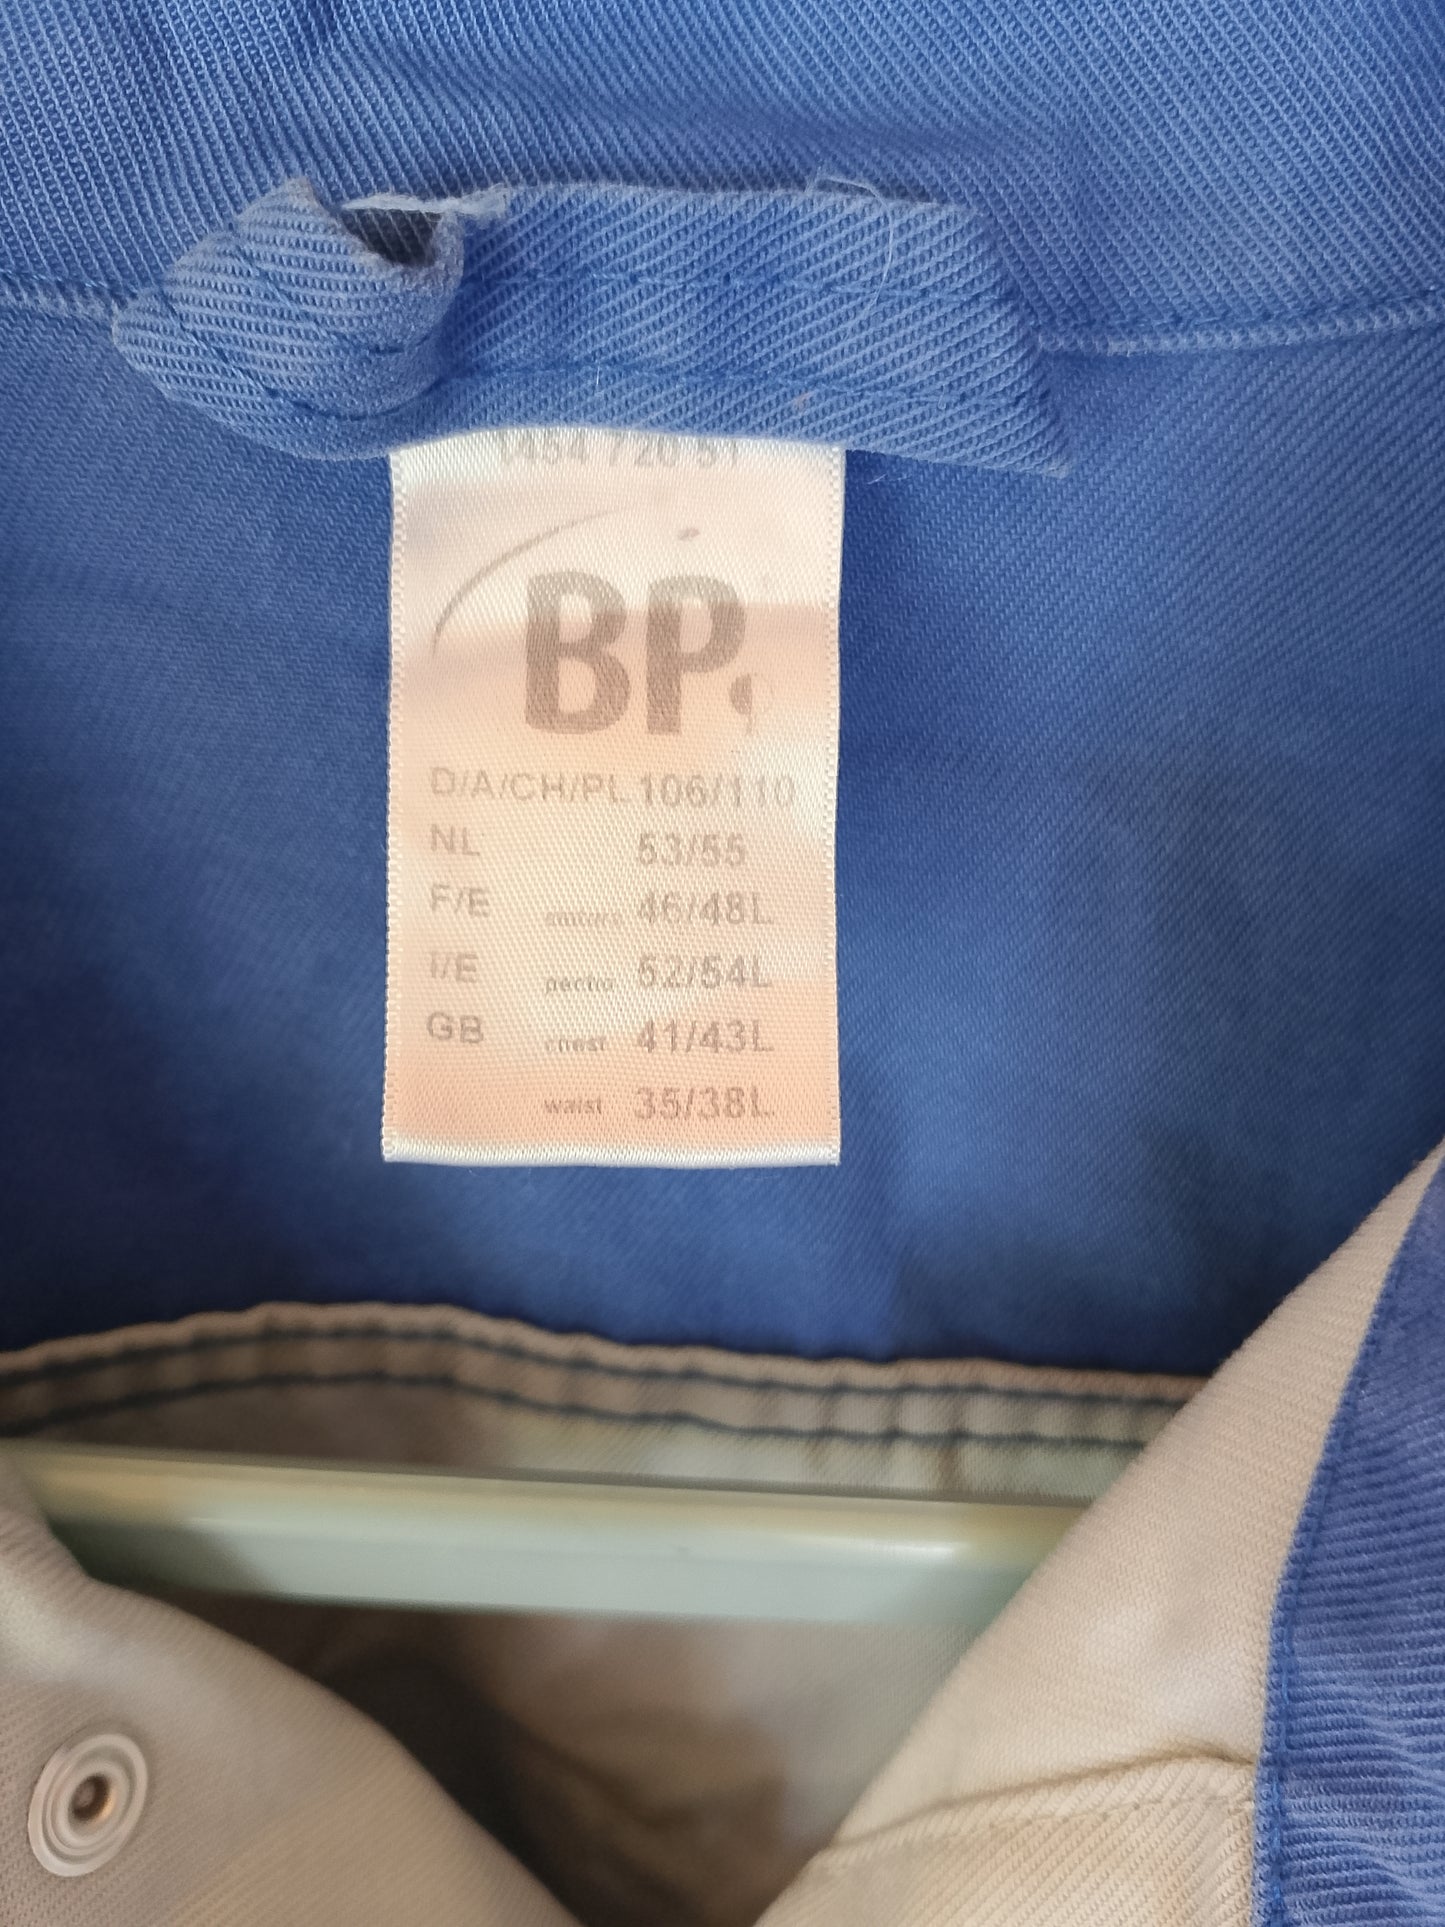 BP
D/A/CH/PL 106/110
NL 53/55
F/E 46/48L
I/E 52/54L
GB chest 41/43L
waist 35/38L